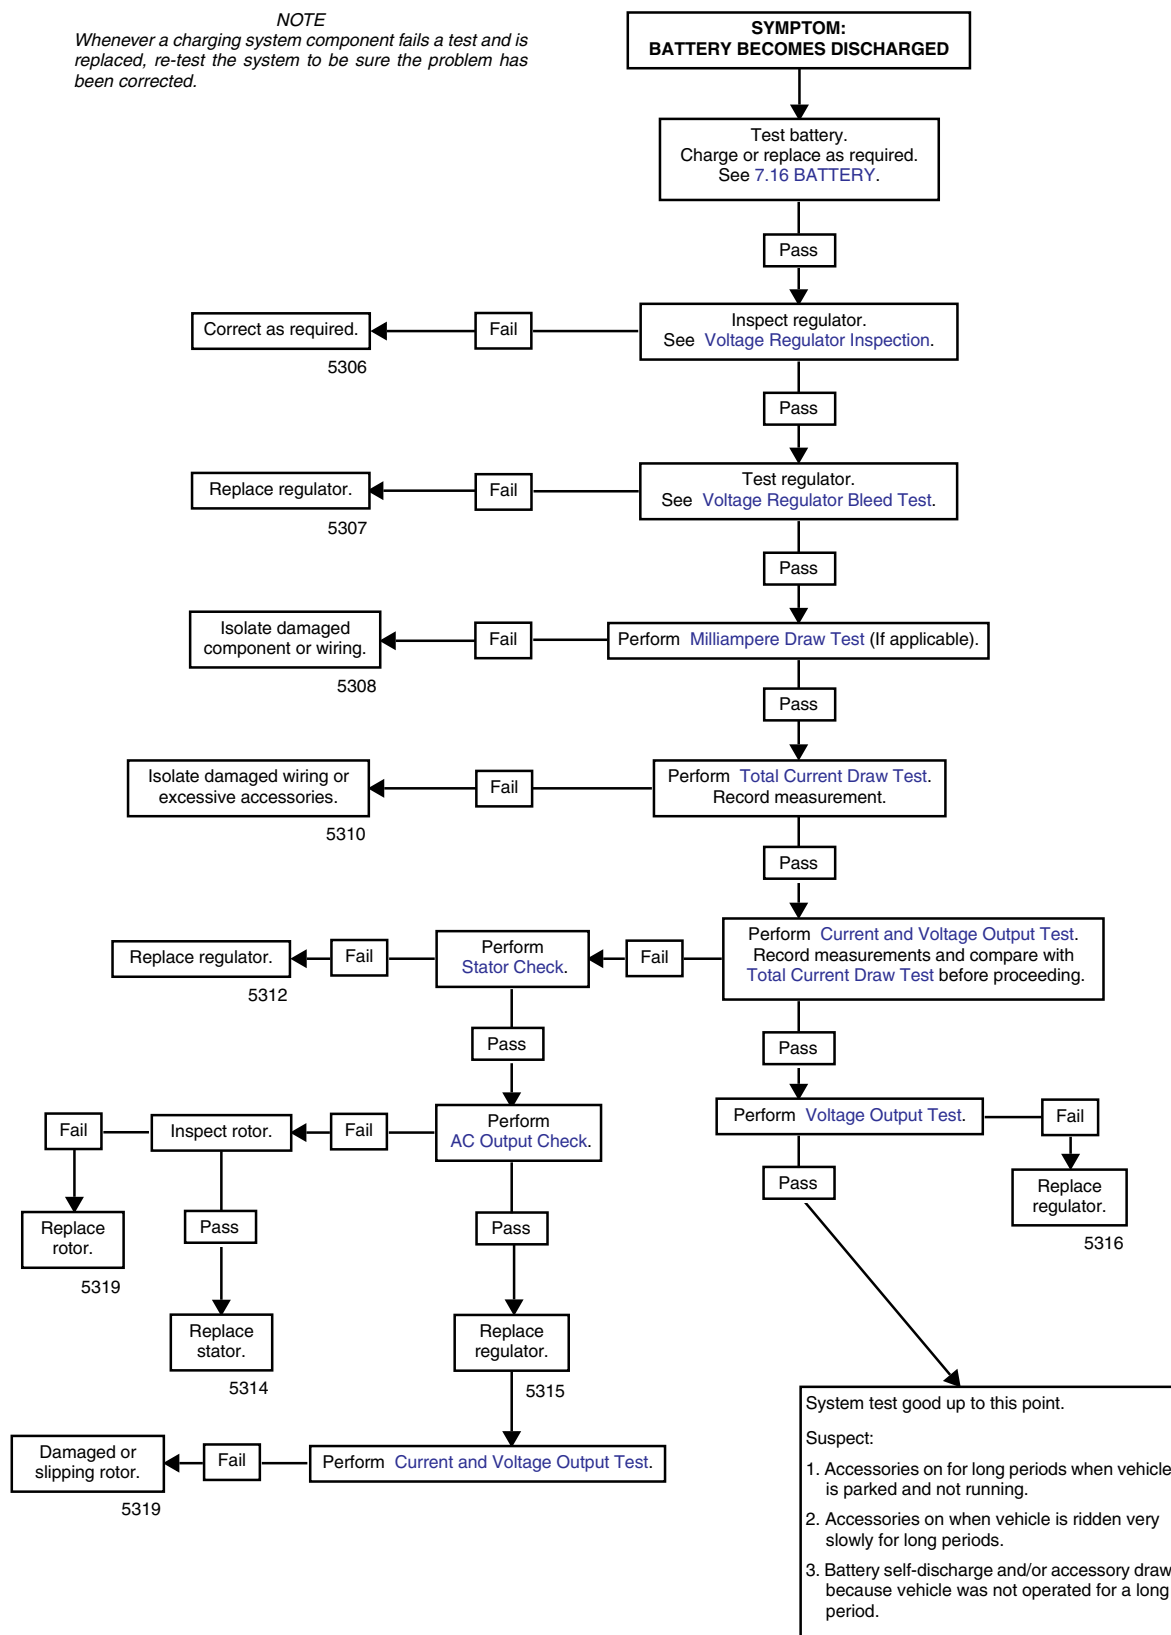 NOTE
Whenever a charging system component fails a test and is
replaced, re-test the system to be sure the problem has
been corrected.
SYMPTOM:
BATTERY BECOMES DISCHARGED
Test battery.
Charge or replace as required.
See 7.16 BATTERY.
Pass
Correct as required.
5306
Fail
Inspect regulator.
See Voltage Regulator Inspection.
Pass
Replace regulator.
5307
Fail
Test regulator.
See Voltage Regulator Bleed Test.
Pass
Isolate damaged
component or wiring.
5308
Fail
Perform Milliampere Draw Test (If applicable).
Pass
Isolate damaged wiring or
excessive accessories.
5310
Fail
Perform Total Current Draw Test.
Record measurement.
Pass
Replace regulator.
5312
Fail
Perform
Stator Check.
Fail
Perform Current and Voltage Output Test.
Record measurements and compare with
Total Current Draw Test before proceeding.
Pass
Pass
Fail
Inspect rotor.
Fail
Perform
AC Output Check.
Perform Voltage Output Test.
Fail
Replace
rotor.
5319
Pass
Pass
Pass
Replace
regulator.
5316
Replace
stator.
5314
Replace
regulator.
5315
Damaged or
slipping rotor.
5319
Fail
Perform Current and Voltage Output Test.
System test good up to this point.
Suspect:
1. Accessories on for long periods when vehicle
is parked and not running.
2. Accessories on when vehicle is ridden very
slowly for long periods.
3. Battery self-discharge and/or accessory draw
because vehicle was not operated for a long
period.